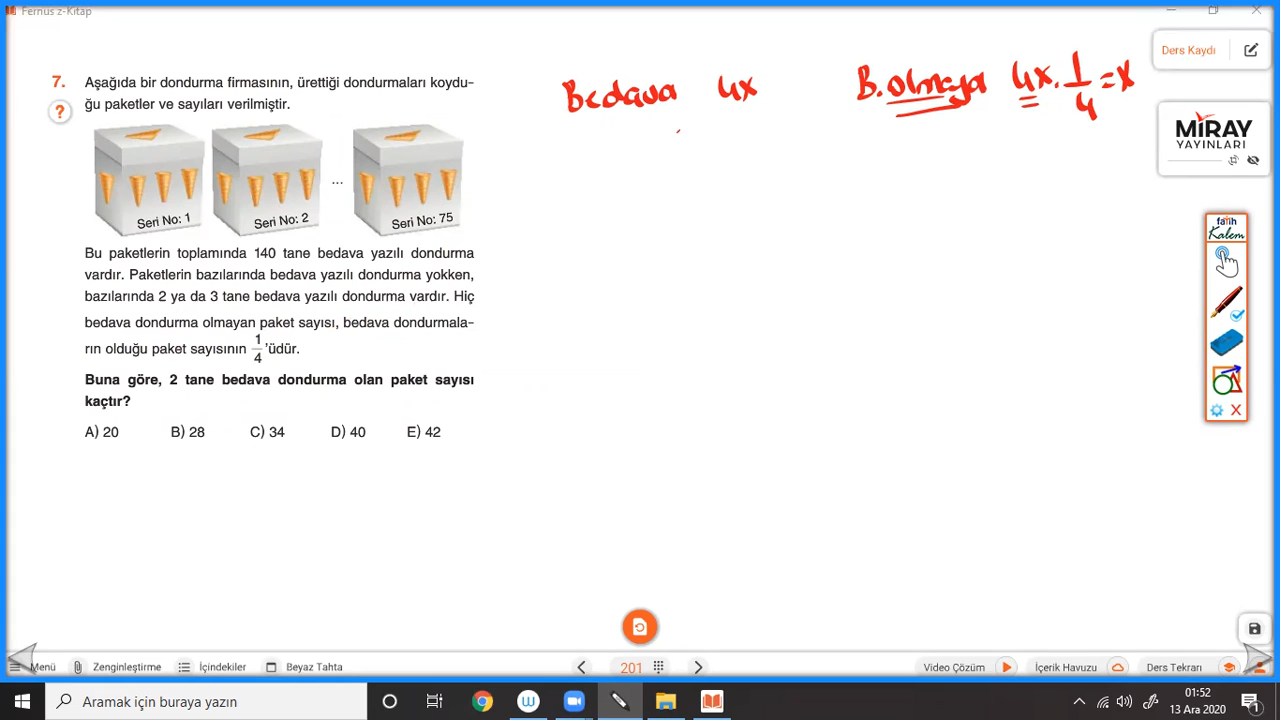 Fernus z-Kitap
7. Aşağıda bir dondurma firmasının, ürettiği dondurmaları koydu-
ğu paketler ve sayıları verilmiştir.
?
Bedava 4x
B. olmaya 4x . 1/4 = x
Ders Kaydı
MİRAY
YAYINLARI
fatih
Kalem
Seri No: 1
Seri No: 2
...
Seri No: 75
Bu paketlerin toplamında 140 tane bedava yazılı dondurma
vardır. Paketlerin bazılarında bedava yazılı dondurma yokken,
bazılarında 2 ya da 3 tane bedava yazılı dondurma vardır. Hiç
bedava dondurma olmayan paket sayısı, bedava dondurmala-
rın olduğu paket sayısının 1/4 'üdür.
Buna göre, 2 tane bedava dondurma olan paket sayısı
kaçtır?
A) 20 B) 28 C) 34 D) 40 E) 42
Menü Zenginleştirme İçindekiler Beyaz Tahta 201 Video Çözüm İçerik Havuzu Ders Tekrarı
Aramak için buraya yazın
01:52
13 Ara 2020
1